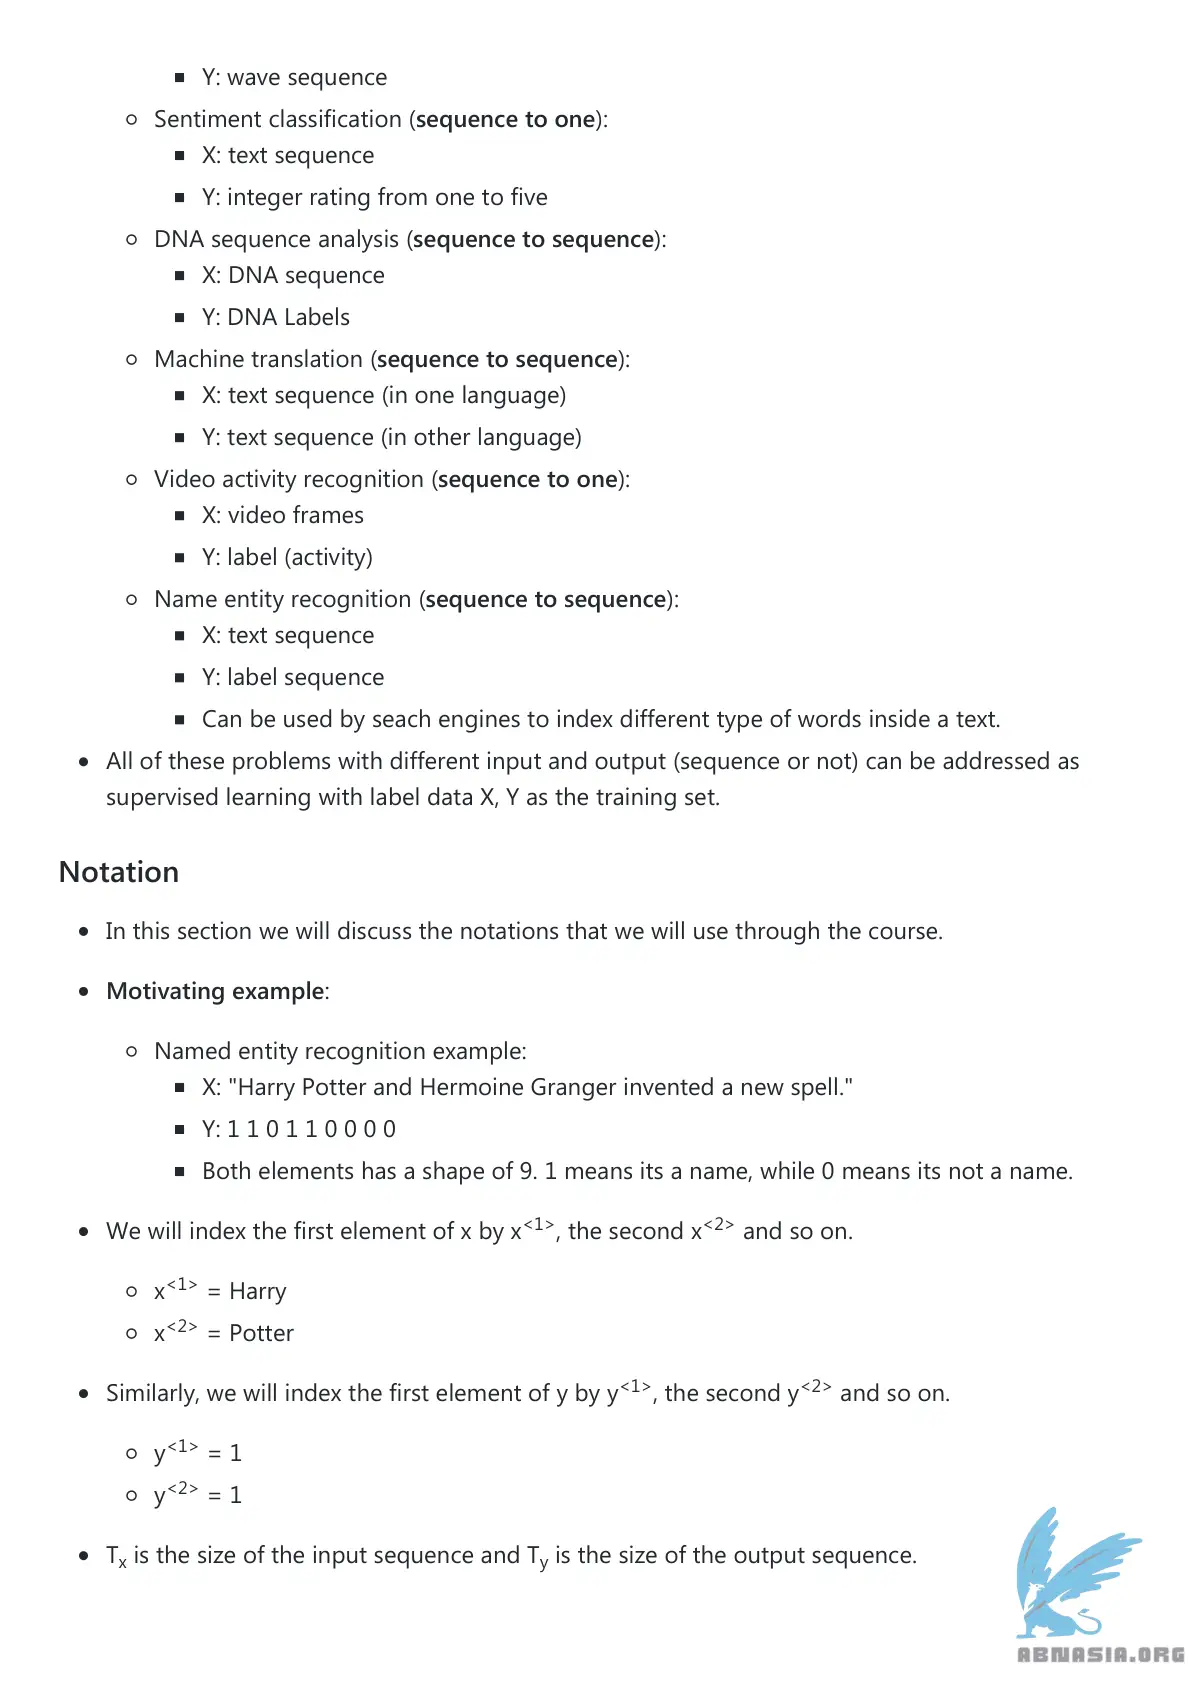 Y: wave sequence
Sentiment classification (sequence to one):
X: text sequence
Y: integer rating from one to five
DNA sequence analysis (sequence to sequence):
X: DNA sequence
Y: DNA Labels
Machine translation (sequence to sequence):
X: text sequence (in one language)
Y: text sequence (in other language)
Video activity recognition (sequence to one):
X: video frames
Y: label (activity)
Name entity recognition (sequence to sequence):
X: text sequence
Y: label sequence
Can be used by seach engines to index different type of words inside a text.
All of these problems with different input and output (sequence or not) can be addressed as
supervised learning with label data X, Y as the training set.
Notation
In this section we will discuss the notations that we will use through the course.
Motivating example:
Named entity recognition example:
X: "Harry Potter and Hermoine Granger invented a new spell."
Y: 1 1 0 1 1 0 0 0 0
Both elements has a shape of 9. 1 means its a name, while 0 means its not a name.
We will index the first element of x by x<1>, the second x<2> and so on.
x<1> = Harry
x<2> = Potter
Similarly, we will index the first element of y by y<1>, the second y<2> and so on.
y<1> = 1
y<2> = 1
Tx is the size of the input sequence and Ty is the size of the output sequence.
ABNASIA.ORG